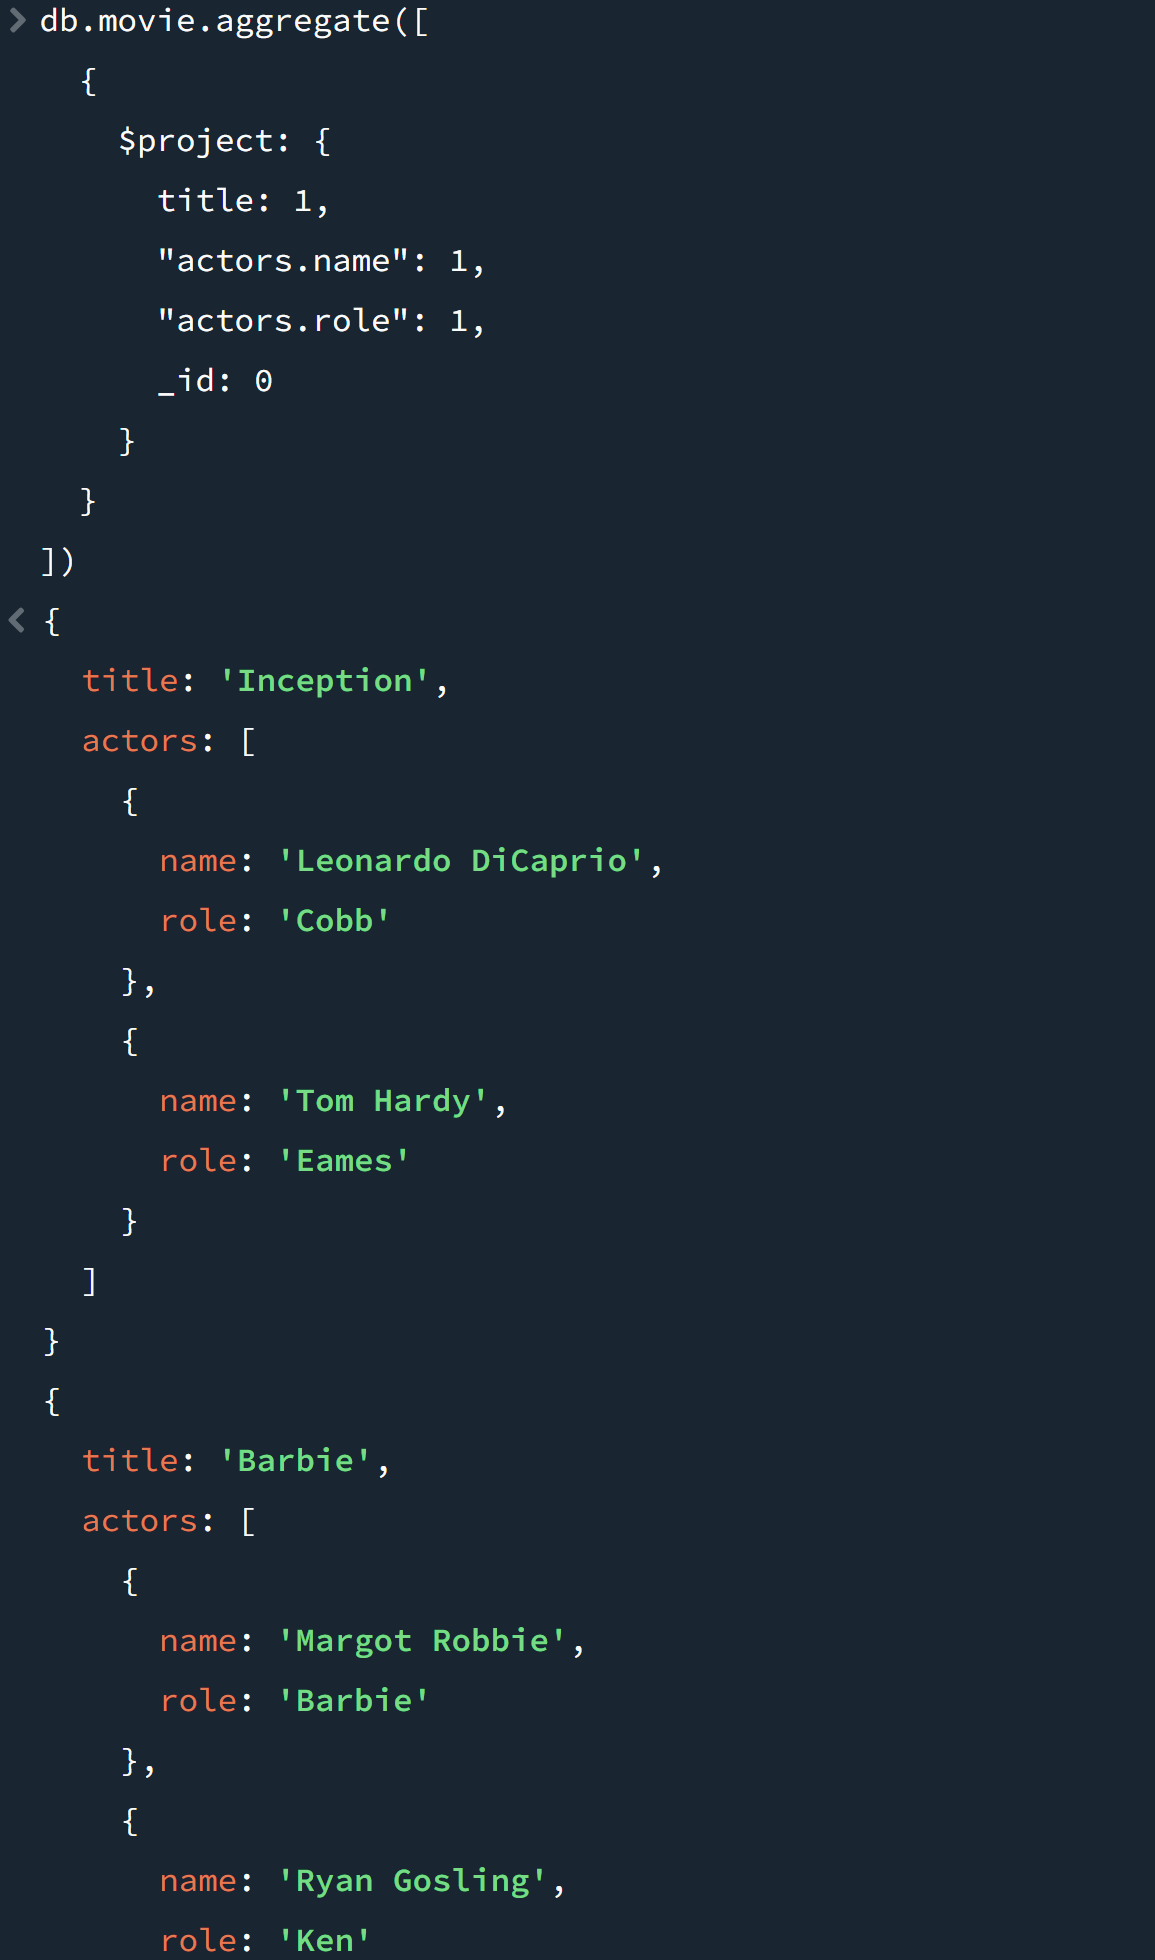 db.movie.aggregate([
{
$project: {
title: 1,
"actors.name": 1,
"actors.role": 1,
_id: 0
}
}
])
{
title: 'Inception',
actors: [
{
name: 'Leonardo DiCaprio',
role: 'Cobb'
},
{
name: 'Tom Hardy',
role: 'Eames'
}
]
}
{
title: 'Barbie',
actors: [
{
name: 'Margot Robbie',
role: 'Barbie'
},
{
name: 'Ryan Gosling',
role: 'Ken'